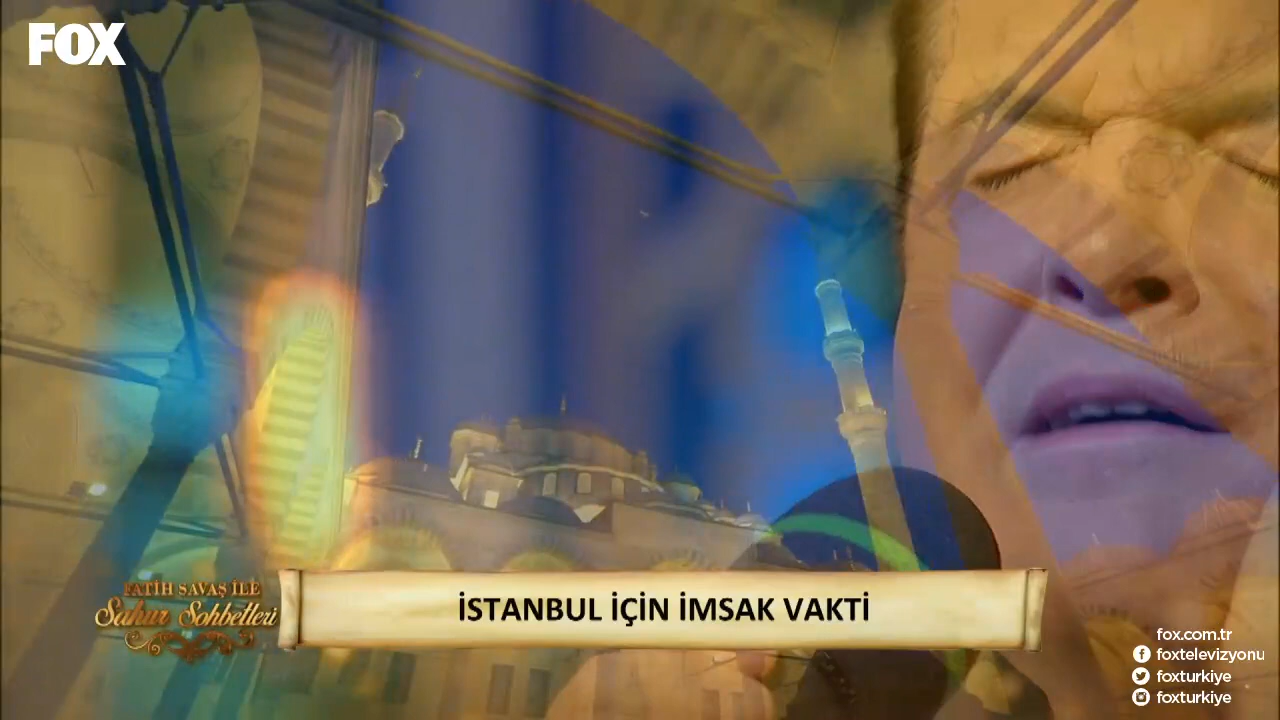 FOX
FATİH SAVAŞ İLE
Sahur Sohbetleri
İSTANBUL İÇİN İMSAK VAKTİ
fox.com.tr
foxtelevizyonu
foxturkiye
foxturkiye